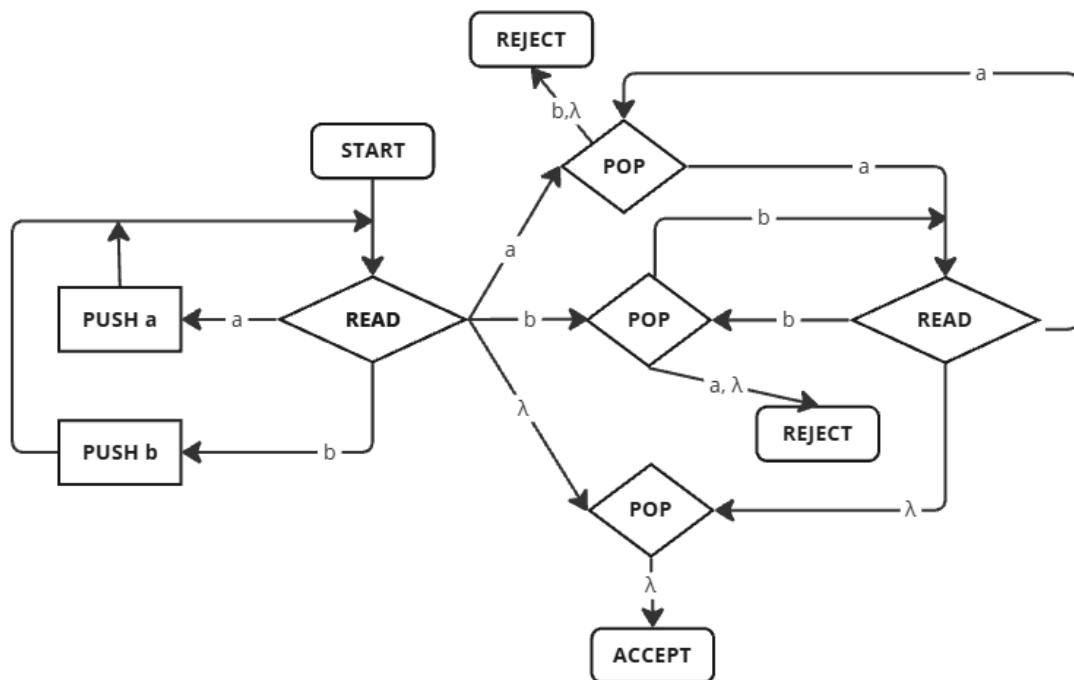 REJECT
a
b,λ
START
POP
a
b
a
PUSH a
a
READ
b
POP
b
READ
a, λ
λ
REJECT
PUSH b
b
POP
λ
λ
ACCEPT